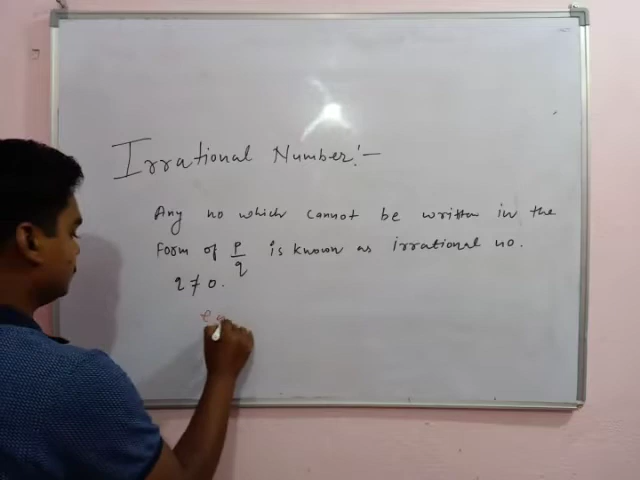 Irrational Number:-
Any no which cannot be written in the
form of p/q is known as irrational no.
q ≠ 0.